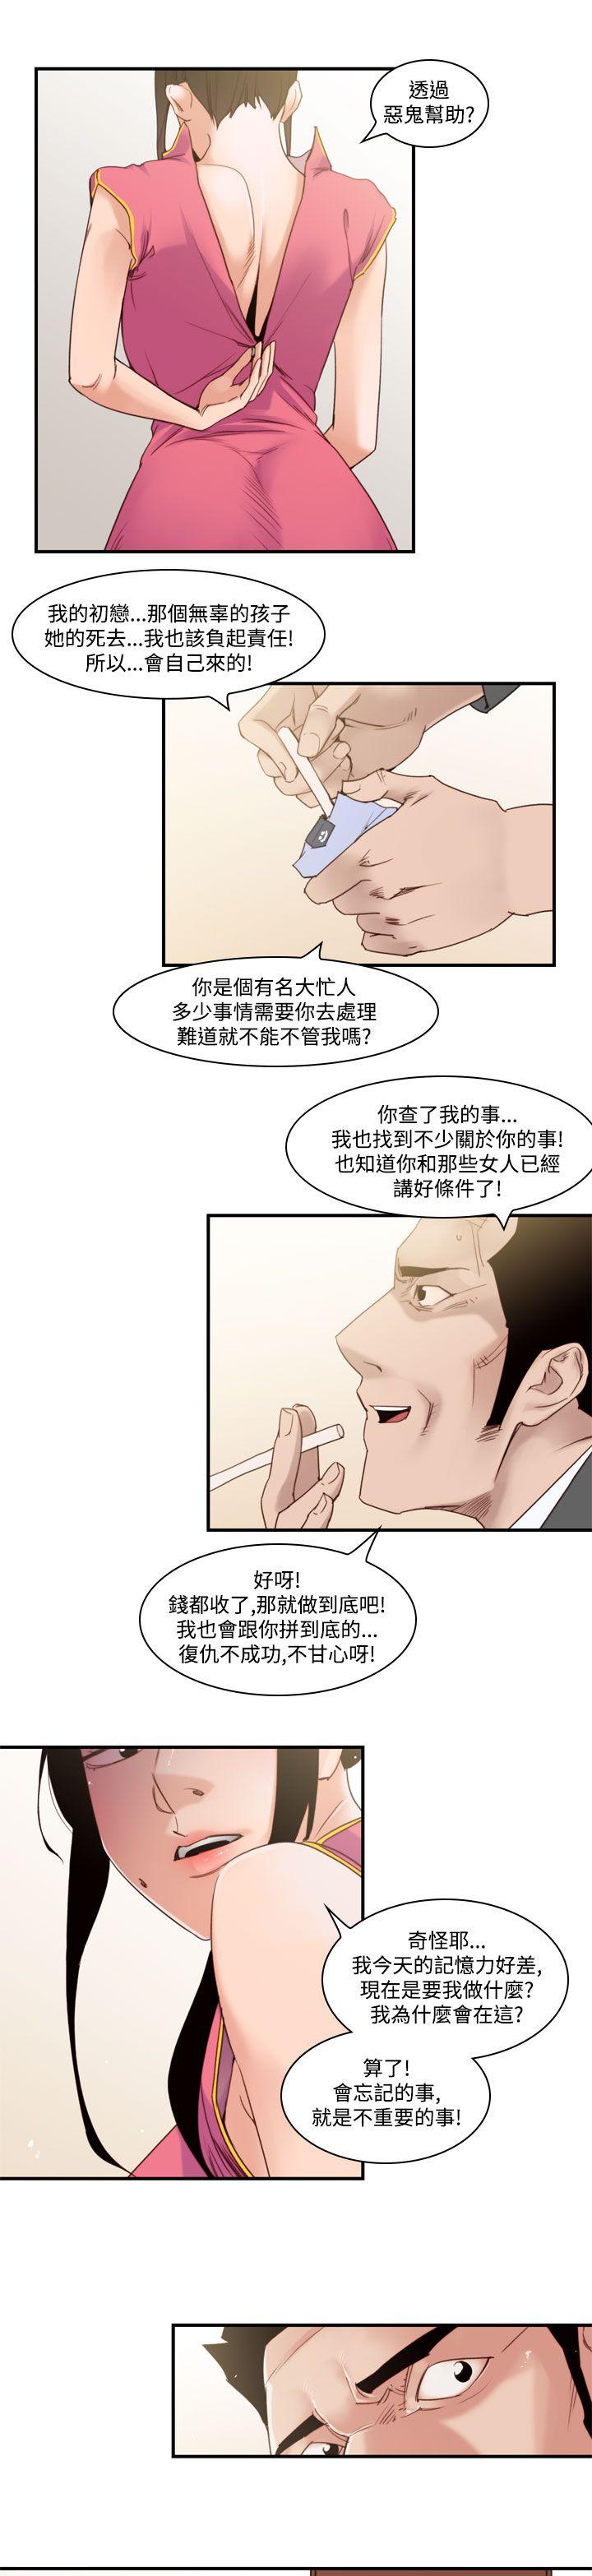 透過
惡鬼幫助?
我的初戀...那個無辜的孩子
她的死去...我也該負起責任!
所以...會自己來的!
你是個有名大忙人
多少事情需要你去處理
難道就不能不管我嗎?
你查了我的事...
我也找到不少關於你的事!
也知道你和那些女人已經
講好條件了!
好呀!
錢都收了,那就做到底吧!
我也會跟你拼到底的...
復仇不成功,不甘心呀!
奇怪耶...
我今天的記憶力好差,
現在是要我做什麼?
我為什麼會在這?
算了!
會忘記的事,
就是不重要的事!